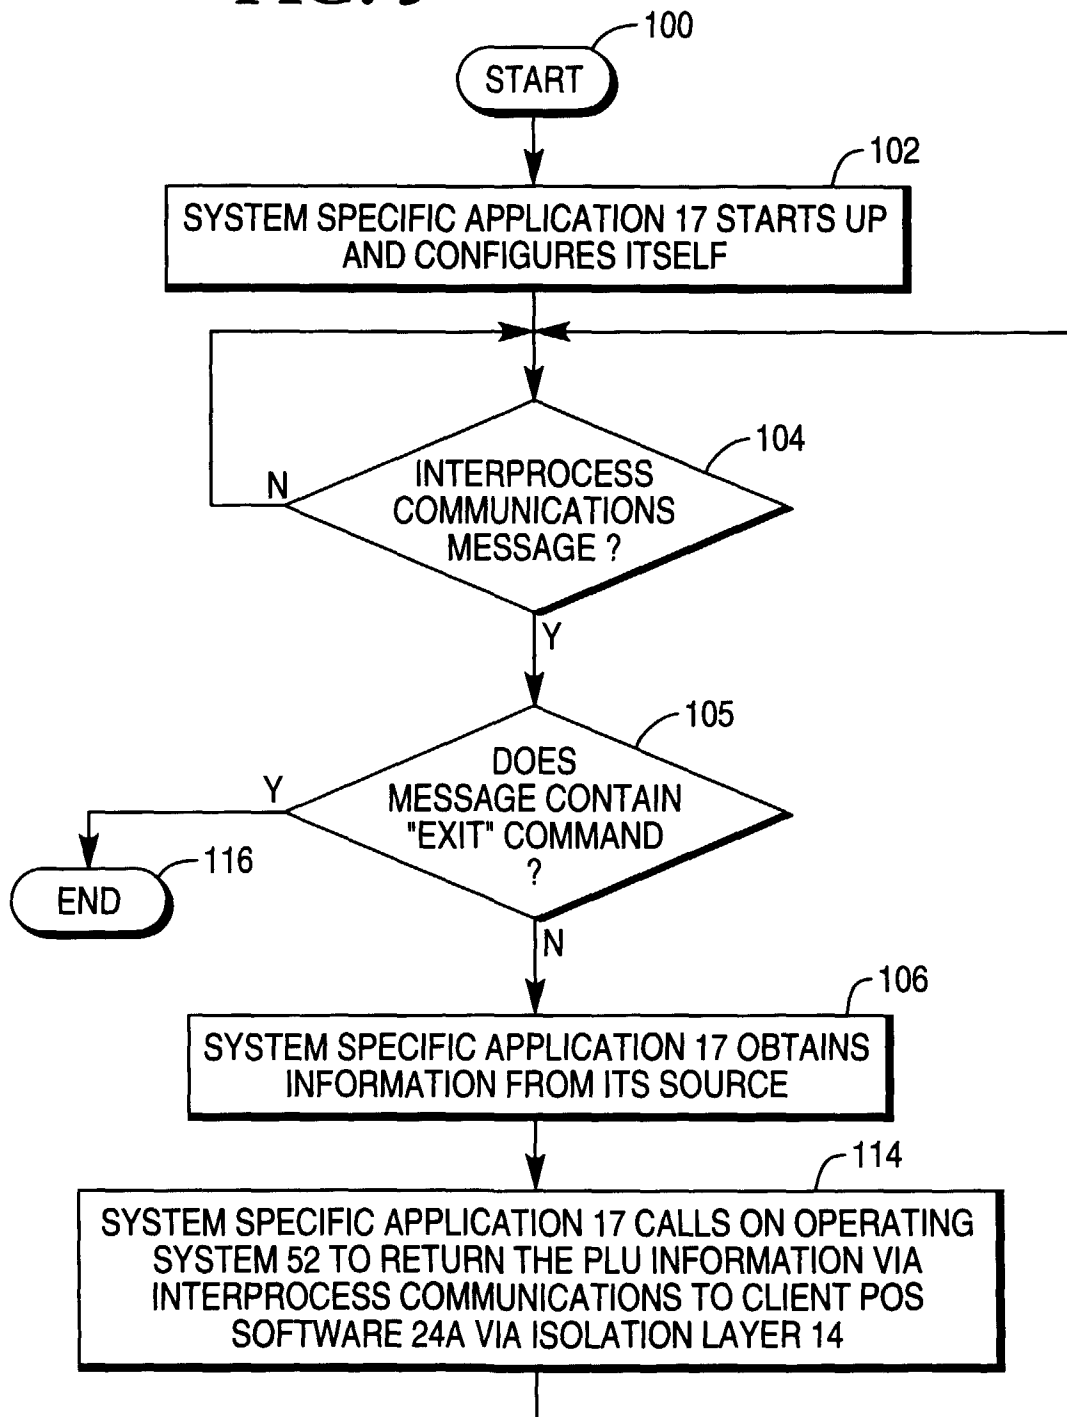 100
START
102
SYSTEM SPECIFIC APPLICATION 17 STARTS UP
AND CONFIGURES ITSELF
104
INTERPROCESS
COMMUNICATIONS
MESSAGE ?
N
Y
105
DOES
MESSAGE CONTAIN
"EXIT" COMMAND
?
Y
116
END
N
106
SYSTEM SPECIFIC APPLICATION 17 OBTAINS
INFORMATION FROM ITS SOURCE
114
SYSTEM SPECIFIC APPLICATION 17 CALLS ON OPERATING
SYSTEM 52 TO RETURN THE PLU INFORMATION VIA
INTERPROCESS COMMUNICATIONS TO CLIENT POS
SOFTWARE 24A VIA ISOLATION LAYER 14